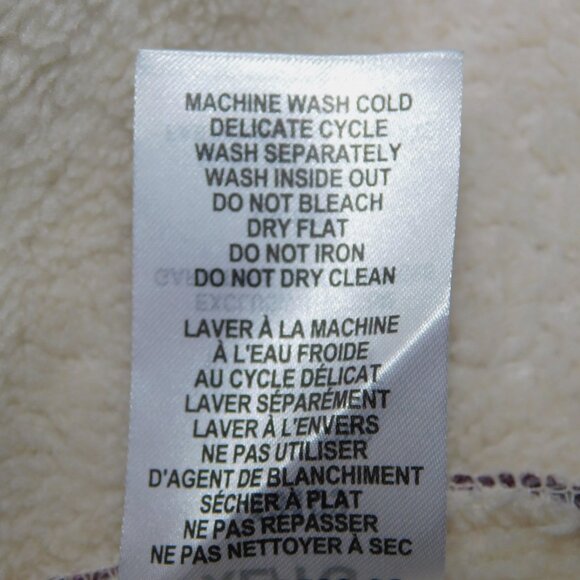 MACHINE WASH COLD
DELICATE CYCLE
WASH SEPARATELY
WASH INSIDE OUT
DO NOT BLEACH
DRY FLAT
DO NOT IRON
DO NOT DRY CLEAN
LAVER À LA MACHINE
À L'EAU FROIDE
AU CYCLE DÉLICAT
LAVER SÉPARÉMENT
LAVER À L'ENVERS
NE PAS UTILISER
D'AGENT DE BLANCHIMENT
SÉCHER À PLAT
NE PAS REPASSER
NE PAS NETTOYER À SEC